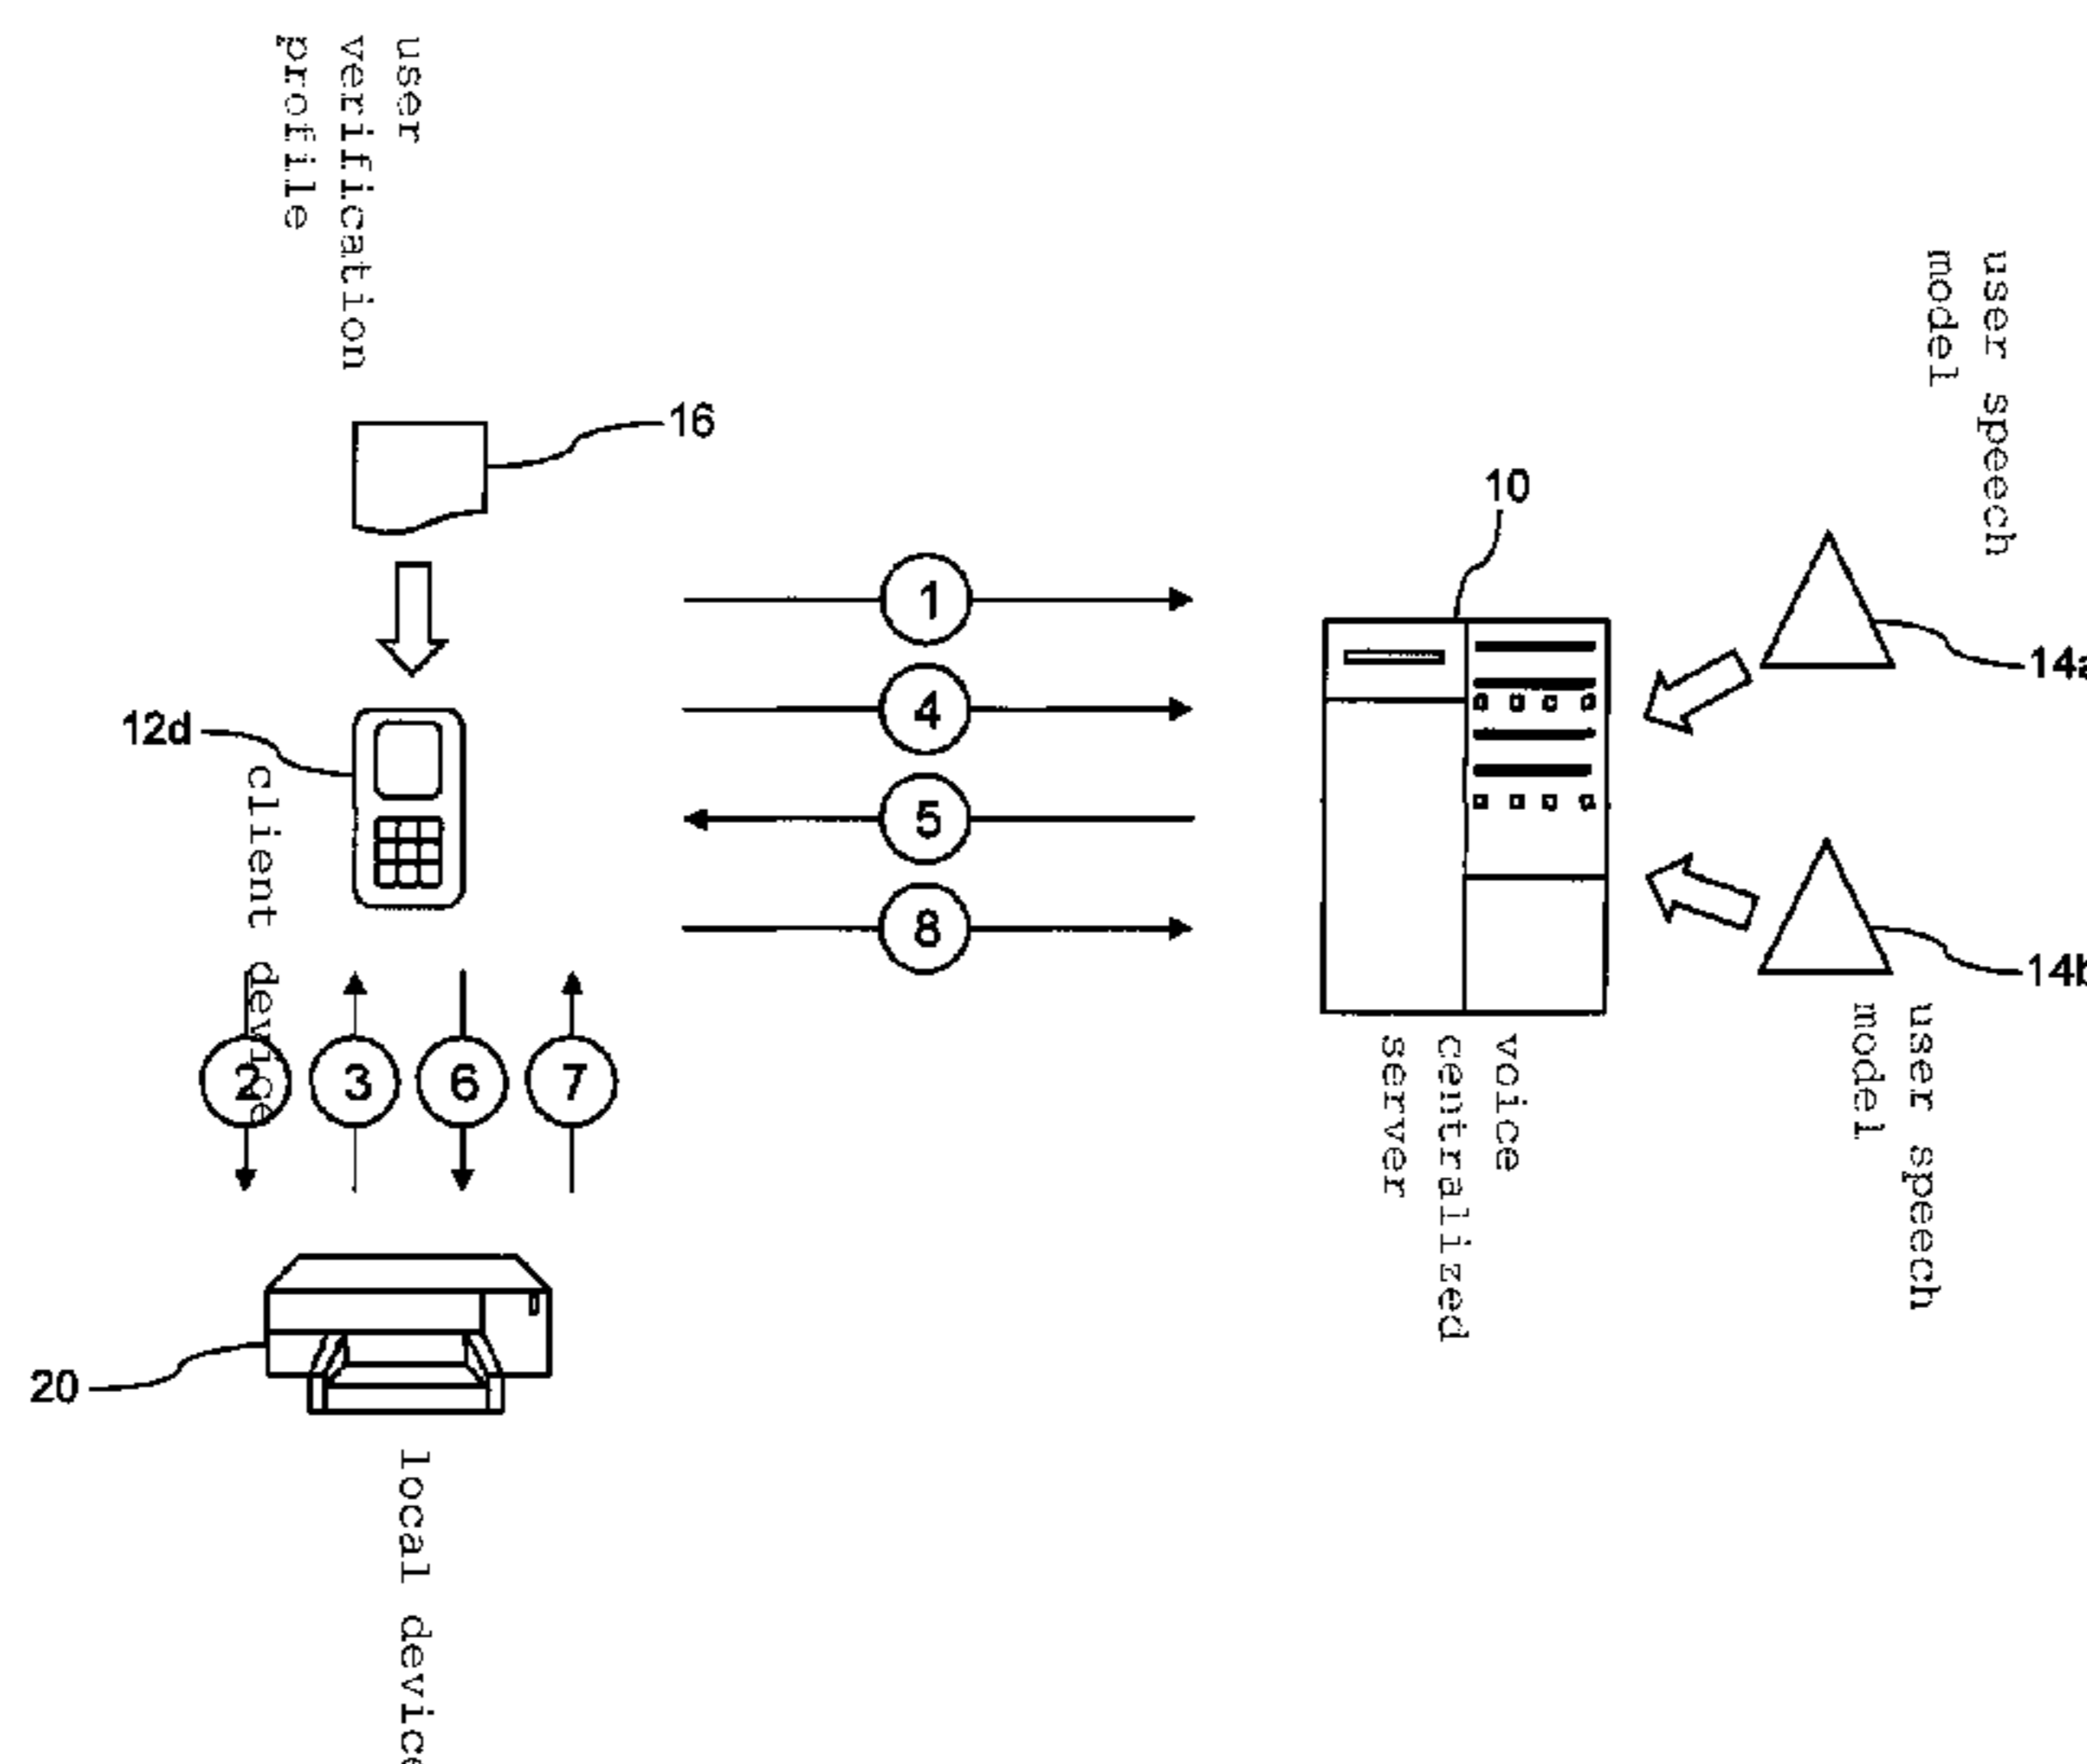 user
verification
profile
16
user speech
model
10
1
14a
4
12d
5
client device
8
14b
2
3
6
7
voice
centralized
server
user speech
model
20
local device